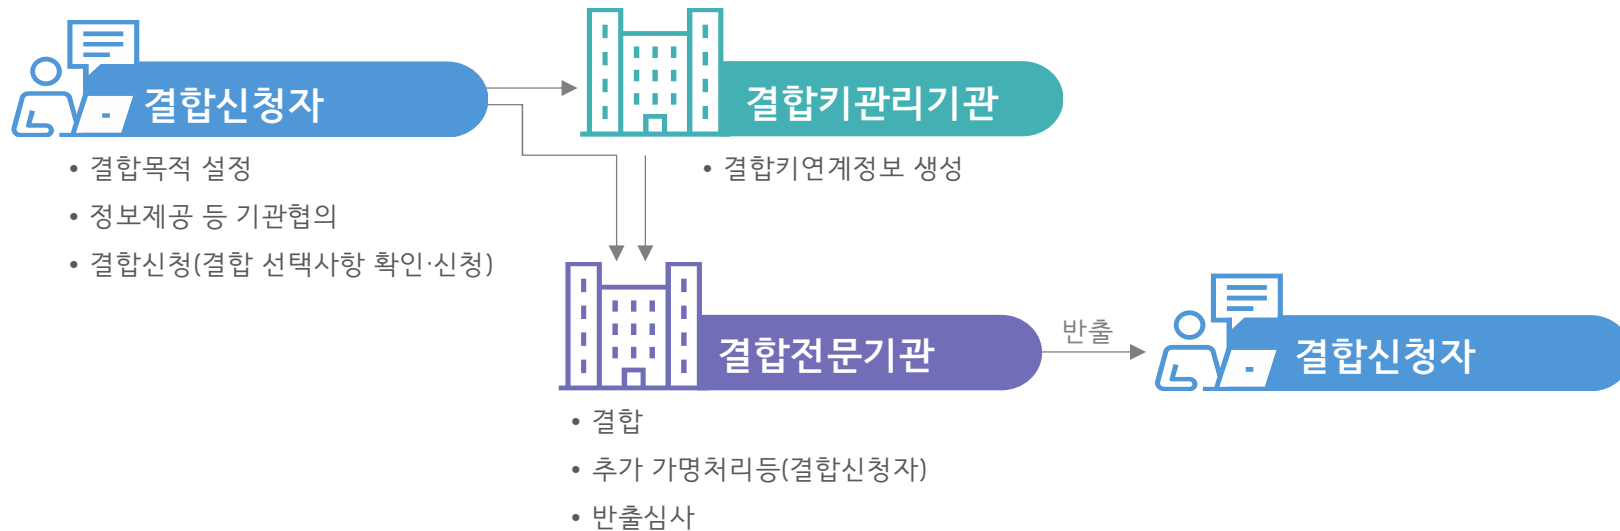 결합신청자
• 결합목적 설정
• 정보제공 등 기관협의
• 결합신청(결합 선택사항 확인·신청)
결합키관리기관
• 결합키연계정보 생성
결합전문기관
• 결합
• 추가 가명처리등(결합신청자)
• 반출심사
반출
결합신청자